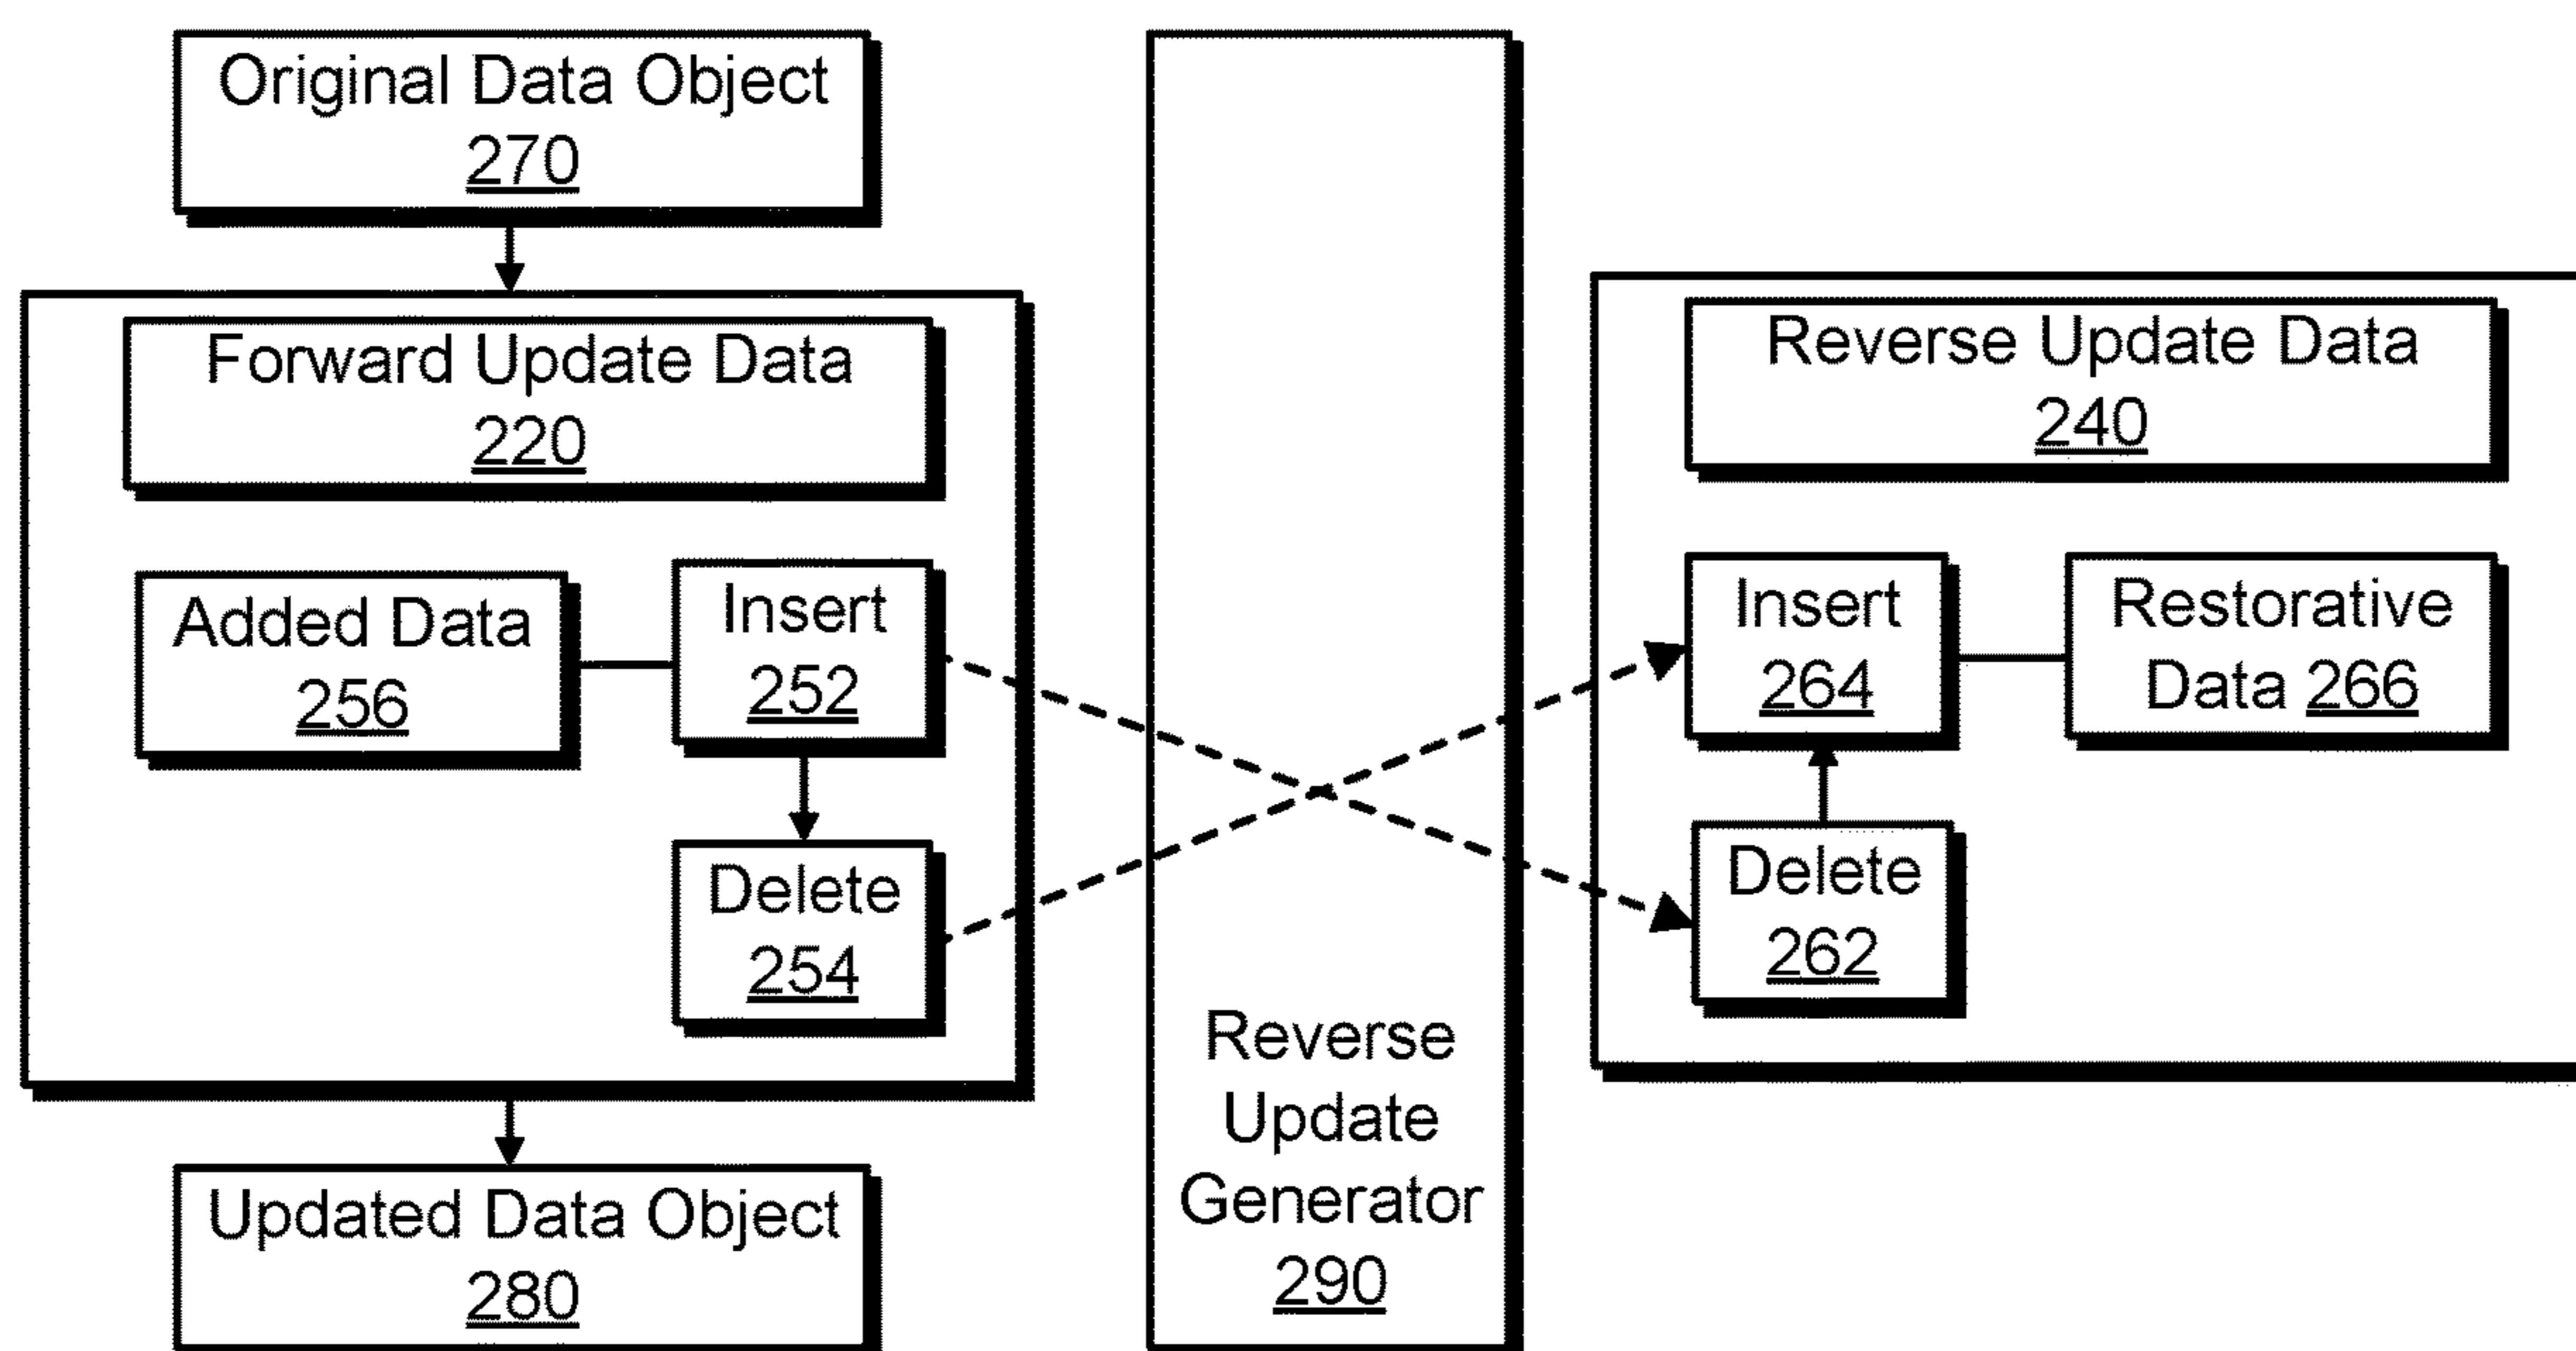 Original Data Object
270
Forward Update Data
220
Added Data
256
Insert
252
Delete
254
Updated Data Object
280
Reverse
Update
Generator
290
Reverse Update Data
240
Insert
264
Restorative
Data 266
Delete
262